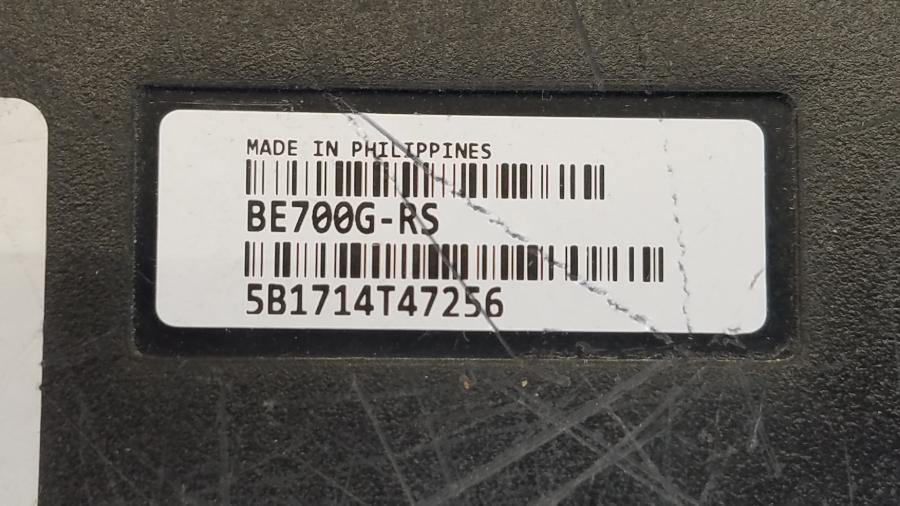 MADE IN PHILIPPINES
BE700G-RS
5B1714T47256